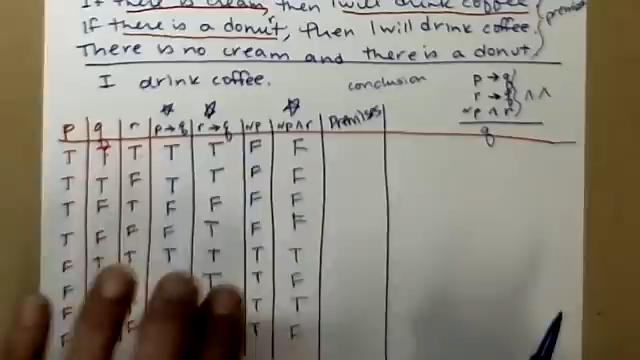 If there is cream, then I will drink coffee
If there is a donut, then I will drink coffee.
There is no cream and there is a donut
I drink coffee. conclusion
premises
p → q
r → q
~p ∧ r
∧ ∧
q
p q r p→q r→q ~p ~p∧r Premises
T T T T T F F
T T F T T F F
T F T F F F F
T F F F T F F
F T T T T T T
F T T F
F T T
F F T F